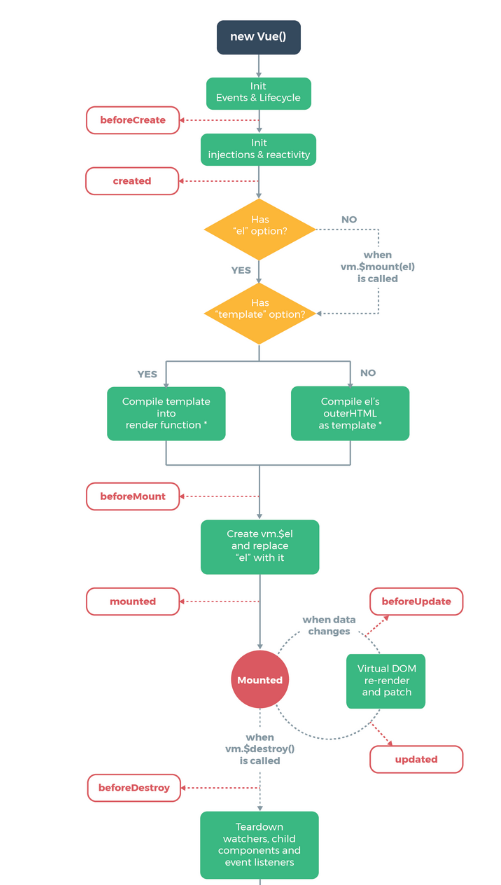 new Vue()
Init
Events & Lifecycle
beforeCreate
Init
injections & reactivity
created
Has
"el" option?
NO
when
vm.$mount(el)
is called
YES
Has
"template" option?
YES
NO
Compile template
into
render function *
Compile el's
outerHTML
as template *
beforeMount
Create vm.$el
and replace
"el" with it
mounted
beforeUpdate
when data
changes
Mounted
Virtual DOM
re-render
and patch
when
vm.$destroy()
is called
updated
beforeDestroy
Teardown
watchers, child
components and
event listeners